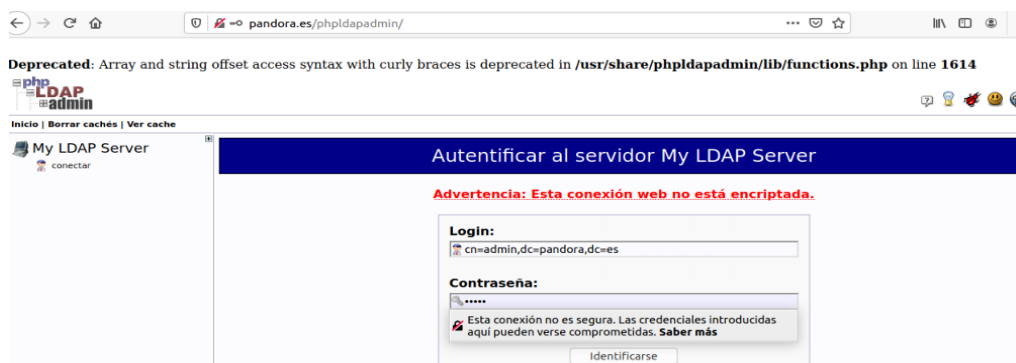 pandora.es/phpldapadmin/
Deprecated: Array and string offset access syntax with curly braces is deprecated in /usr/share/phpldapadmin/lib/functions.php on line 1614
php
LDAP
admin
Inicio | Borrar cachés | Ver cache
My LDAP Server
conectar
Autentificar al servidor My LDAP Server
Advertencia: Esta conexión web no está encriptada.
Login:
cn=admin,dc=pandora,dc=es
Contraseña:
•••••
Esta conexión no es segura. Las credenciales introducidas
aquí pueden verse comprometidas. Saber más
Identificarse